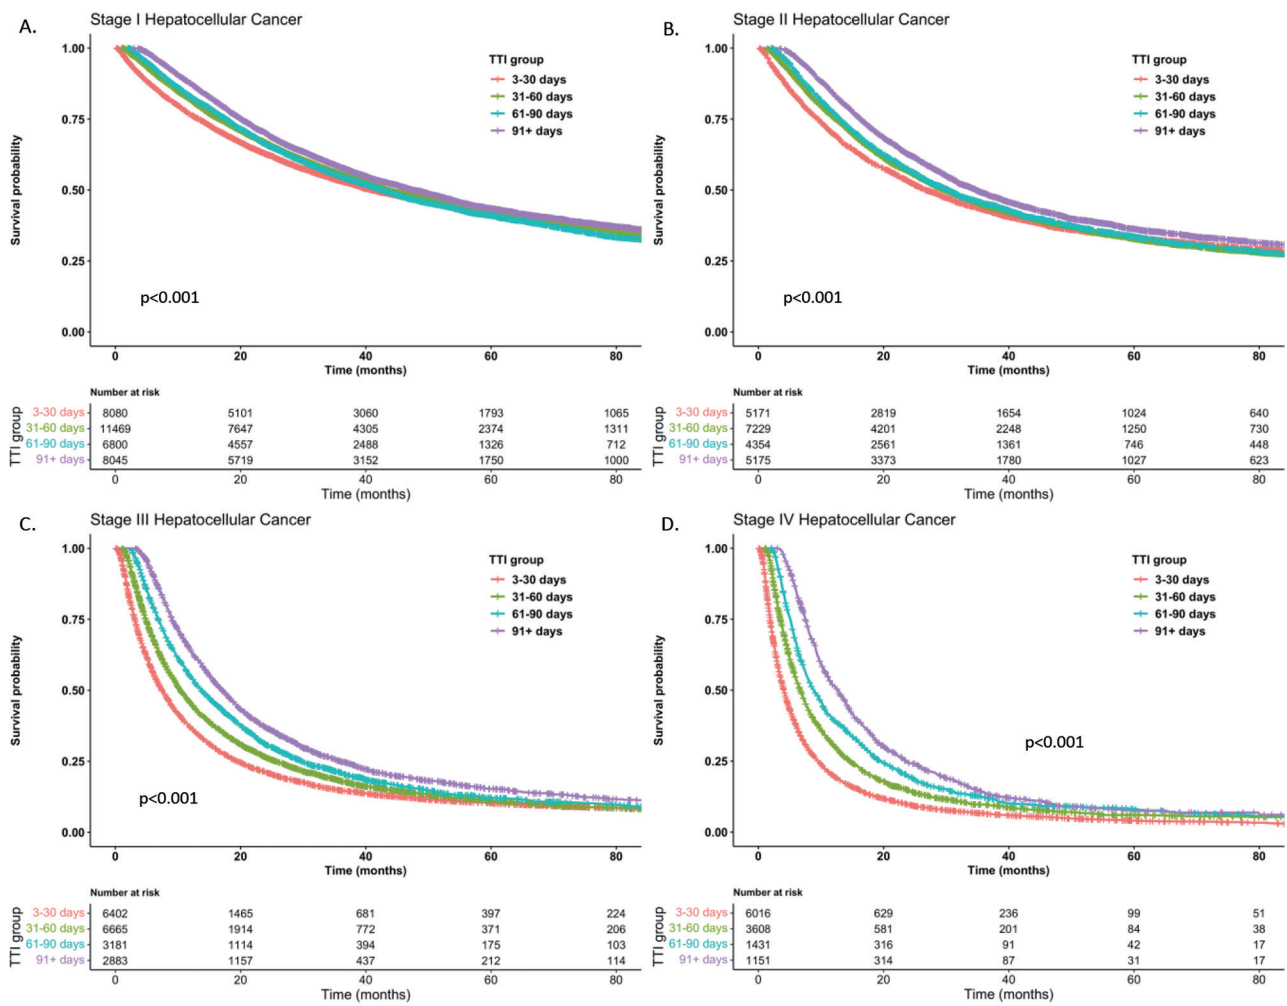 A.
Stage I Hepatocellular Cancer
Survival probability
1.00
0.75
0.50
0.25
0.00
TTI group
3-30 days
31-60 days
61-90 days
91+ days
p<0.001
0 20 40 60 80
Time (months)
Number at risk
TTI group
3-30 days 8080 5101 3060 1793 1065
31-60 days 11469 7647 4305 2374 1311
61-90 days 6800 4557 2488 1326 712
91+ days 8045 5719 3152 1750 1000
0 20 40 60 80
Time (months)
B.
Stage II Hepatocellular Cancer
Survival probability
1.00
0.75
0.50
0.25
0.00
TTI group
3-30 days
31-60 days
61-90 days
91+ days
p<0.001
0 20 40 60 80
Time (months)
Number at risk
TTI group
3-30 days 5171 2819 1654 1024 640
31-60 days 7229 4201 2248 1250 730
61-90 days 4354 2561 1361 746 448
91+ days 5175 3373 1780 1027 623
0 20 40 60 80
Time (months)
C.
Stage III Hepatocellular Cancer
Survival probability
1.00
0.75
0.50
0.25
0.00
TTI group
3-30 days
31-60 days
61-90 days
91+ days
p<0.001
0 20 40 60 80
Time (months)
Number at risk
TTI group
3-30 days 6402 1465 681 397 224
31-60 days 6665 1914 772 371 206
61-90 days 3181 1114 394 175 103
91+ days 2883 1157 437 212 114
0 20 40 60 80
Time (months)
D.
Stage IV Hepatocellular Cancer
Survival probability
1.00
0.75
0.50
0.25
0.00
TTI group
3-30 days
31-60 days
61-90 days
91+ days
p<0.001
0 20 40 60 80
Time (months)
Number at risk
TTI group
3-30 days 6016 629 236 99 51
31-60 days 3608 581 201 84 38
61-90 days 1431 316 91 42 17
91+ days 1151 314 87 31 17
0 20 40 60 80
Time (months)